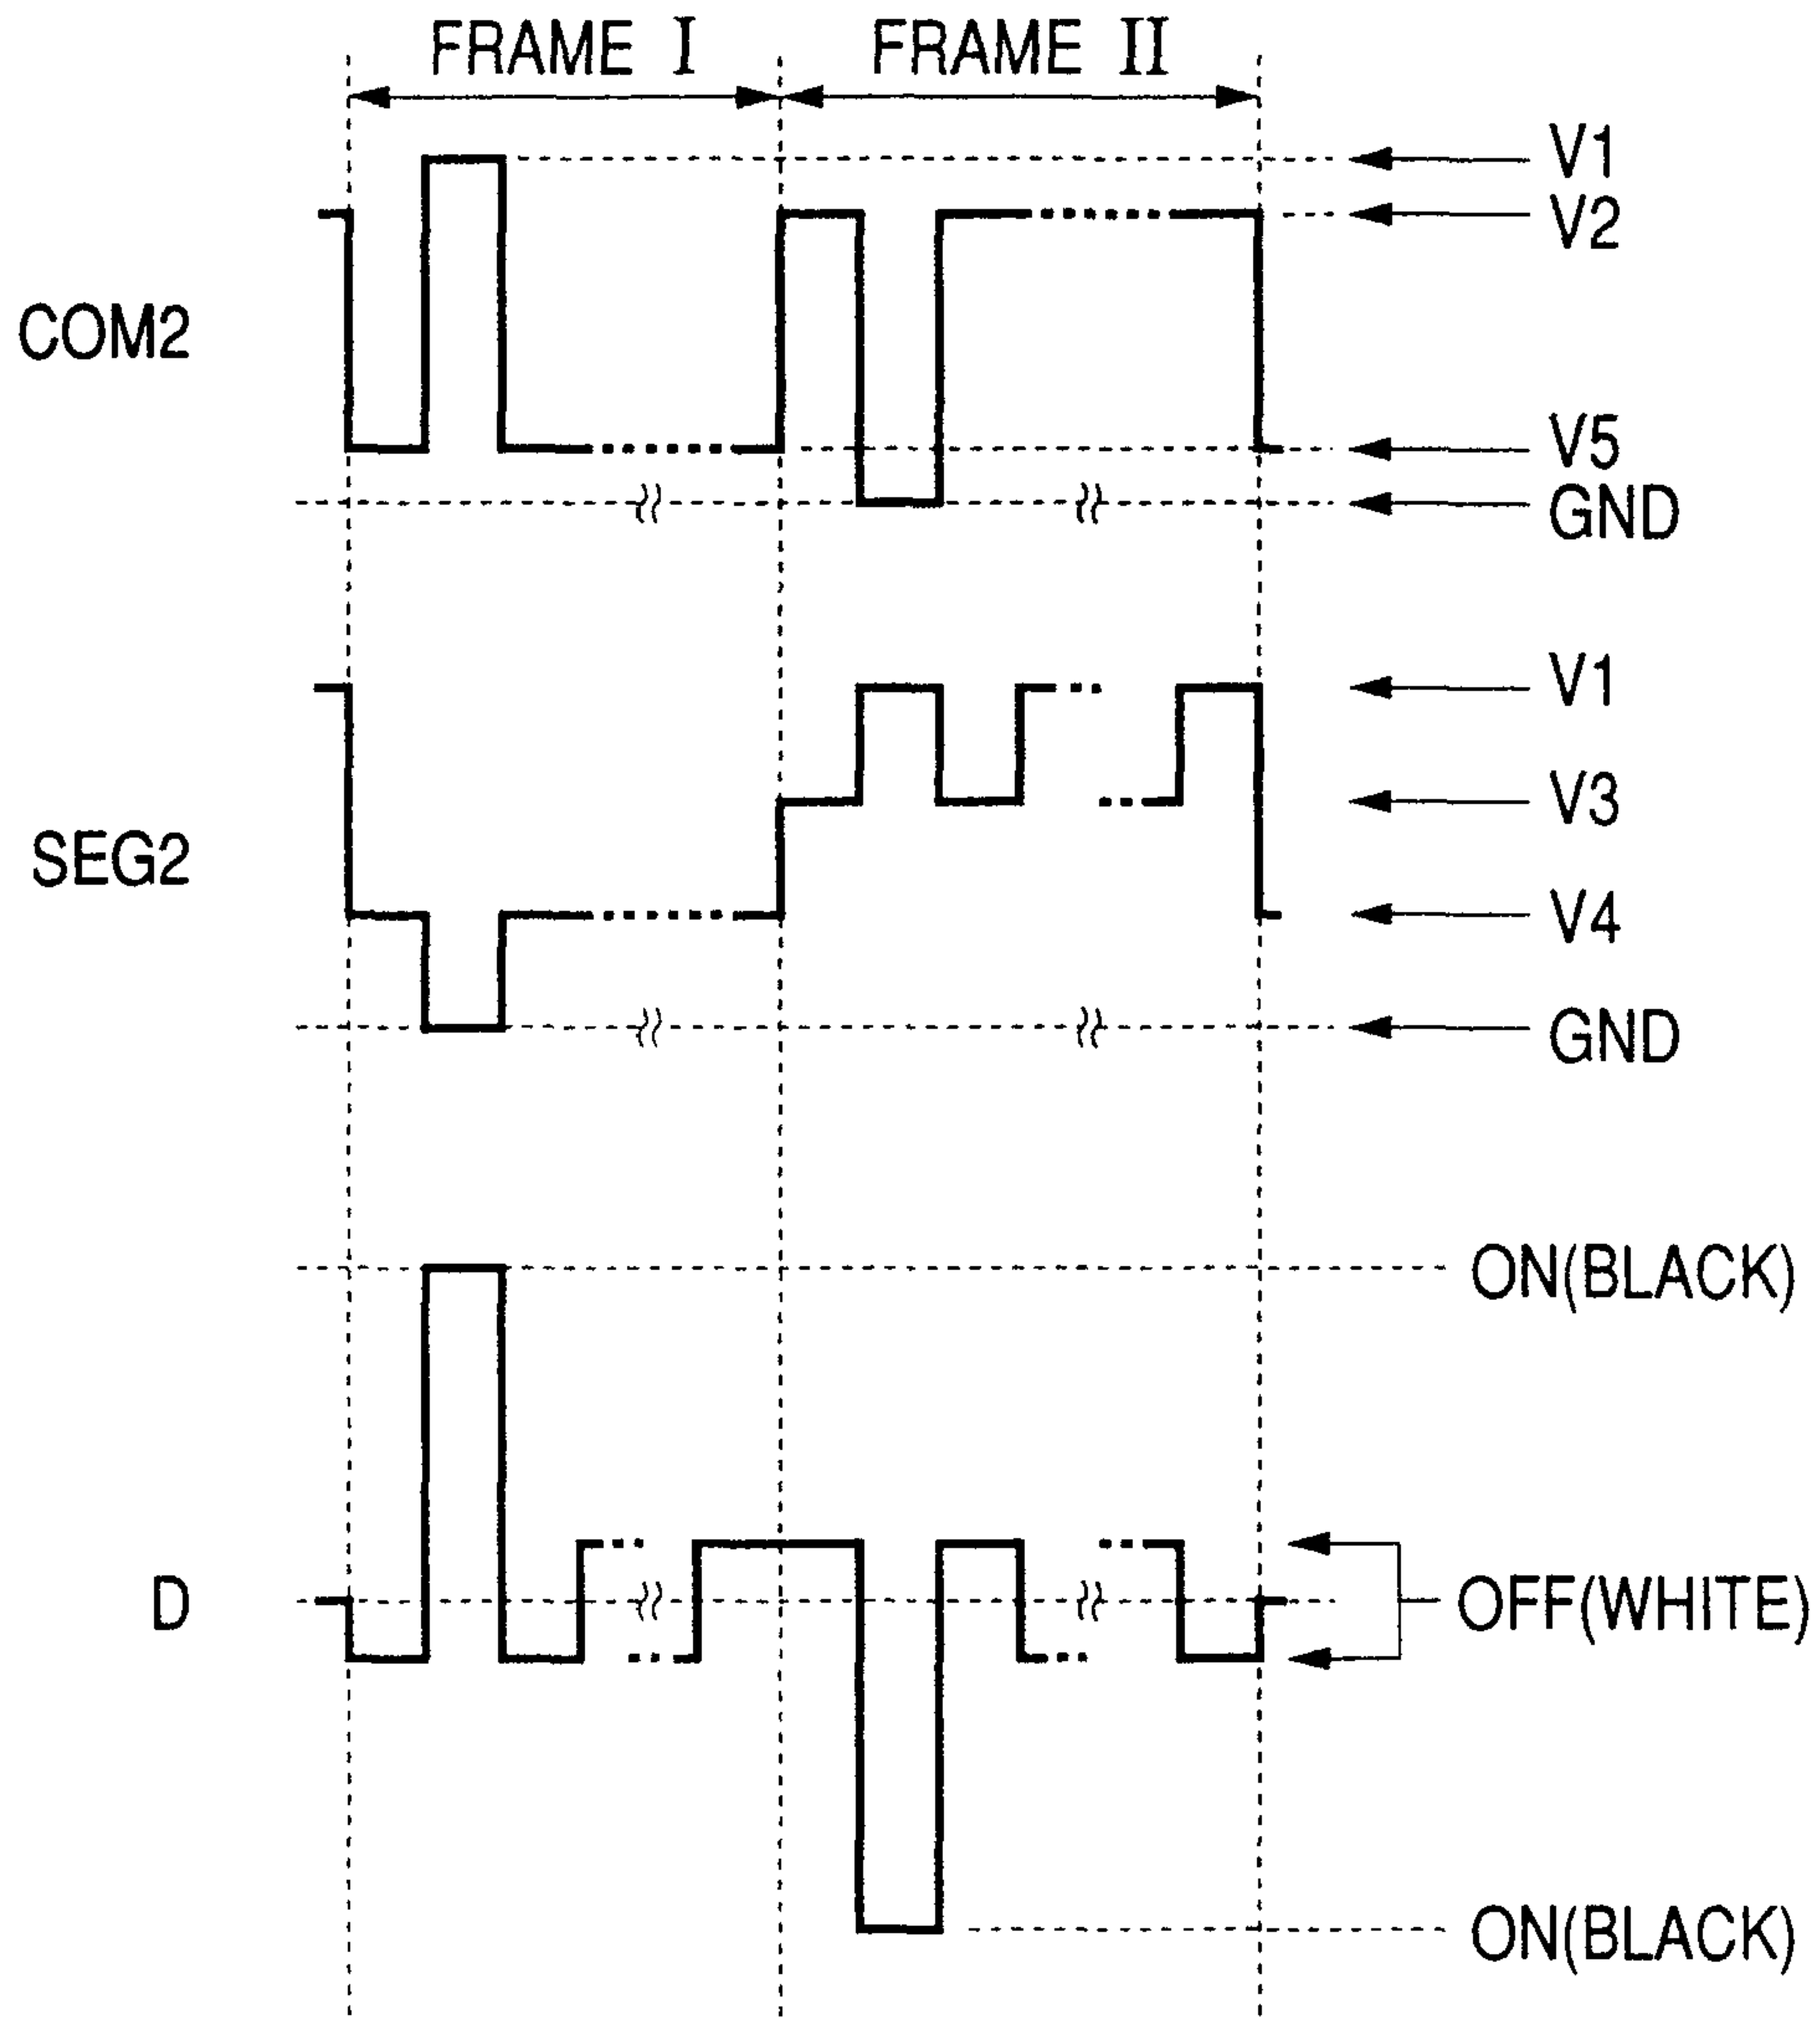 FRAME I
FRAME II
V1
V2
COM2
V5
GND
V1
V3
SEG2
V4
GND
ON(BLACK)
D
OFF(WHITE)
ON(BLACK)